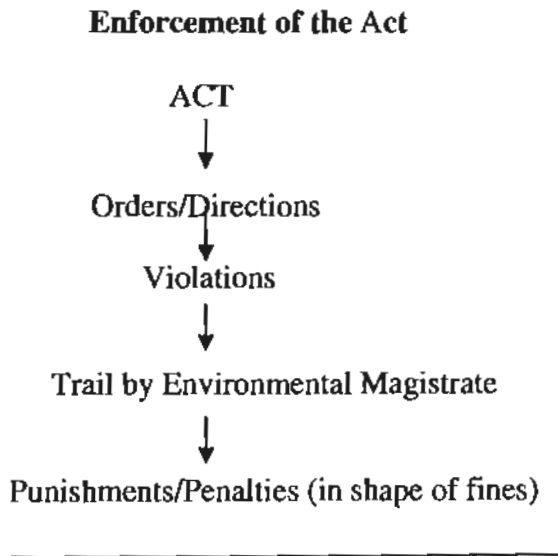 Enforcement of the Act
ACT
Orders/Directions
Violations
Trail by Environmental Magistrate
Punishments/Penalties (in shape of fines)